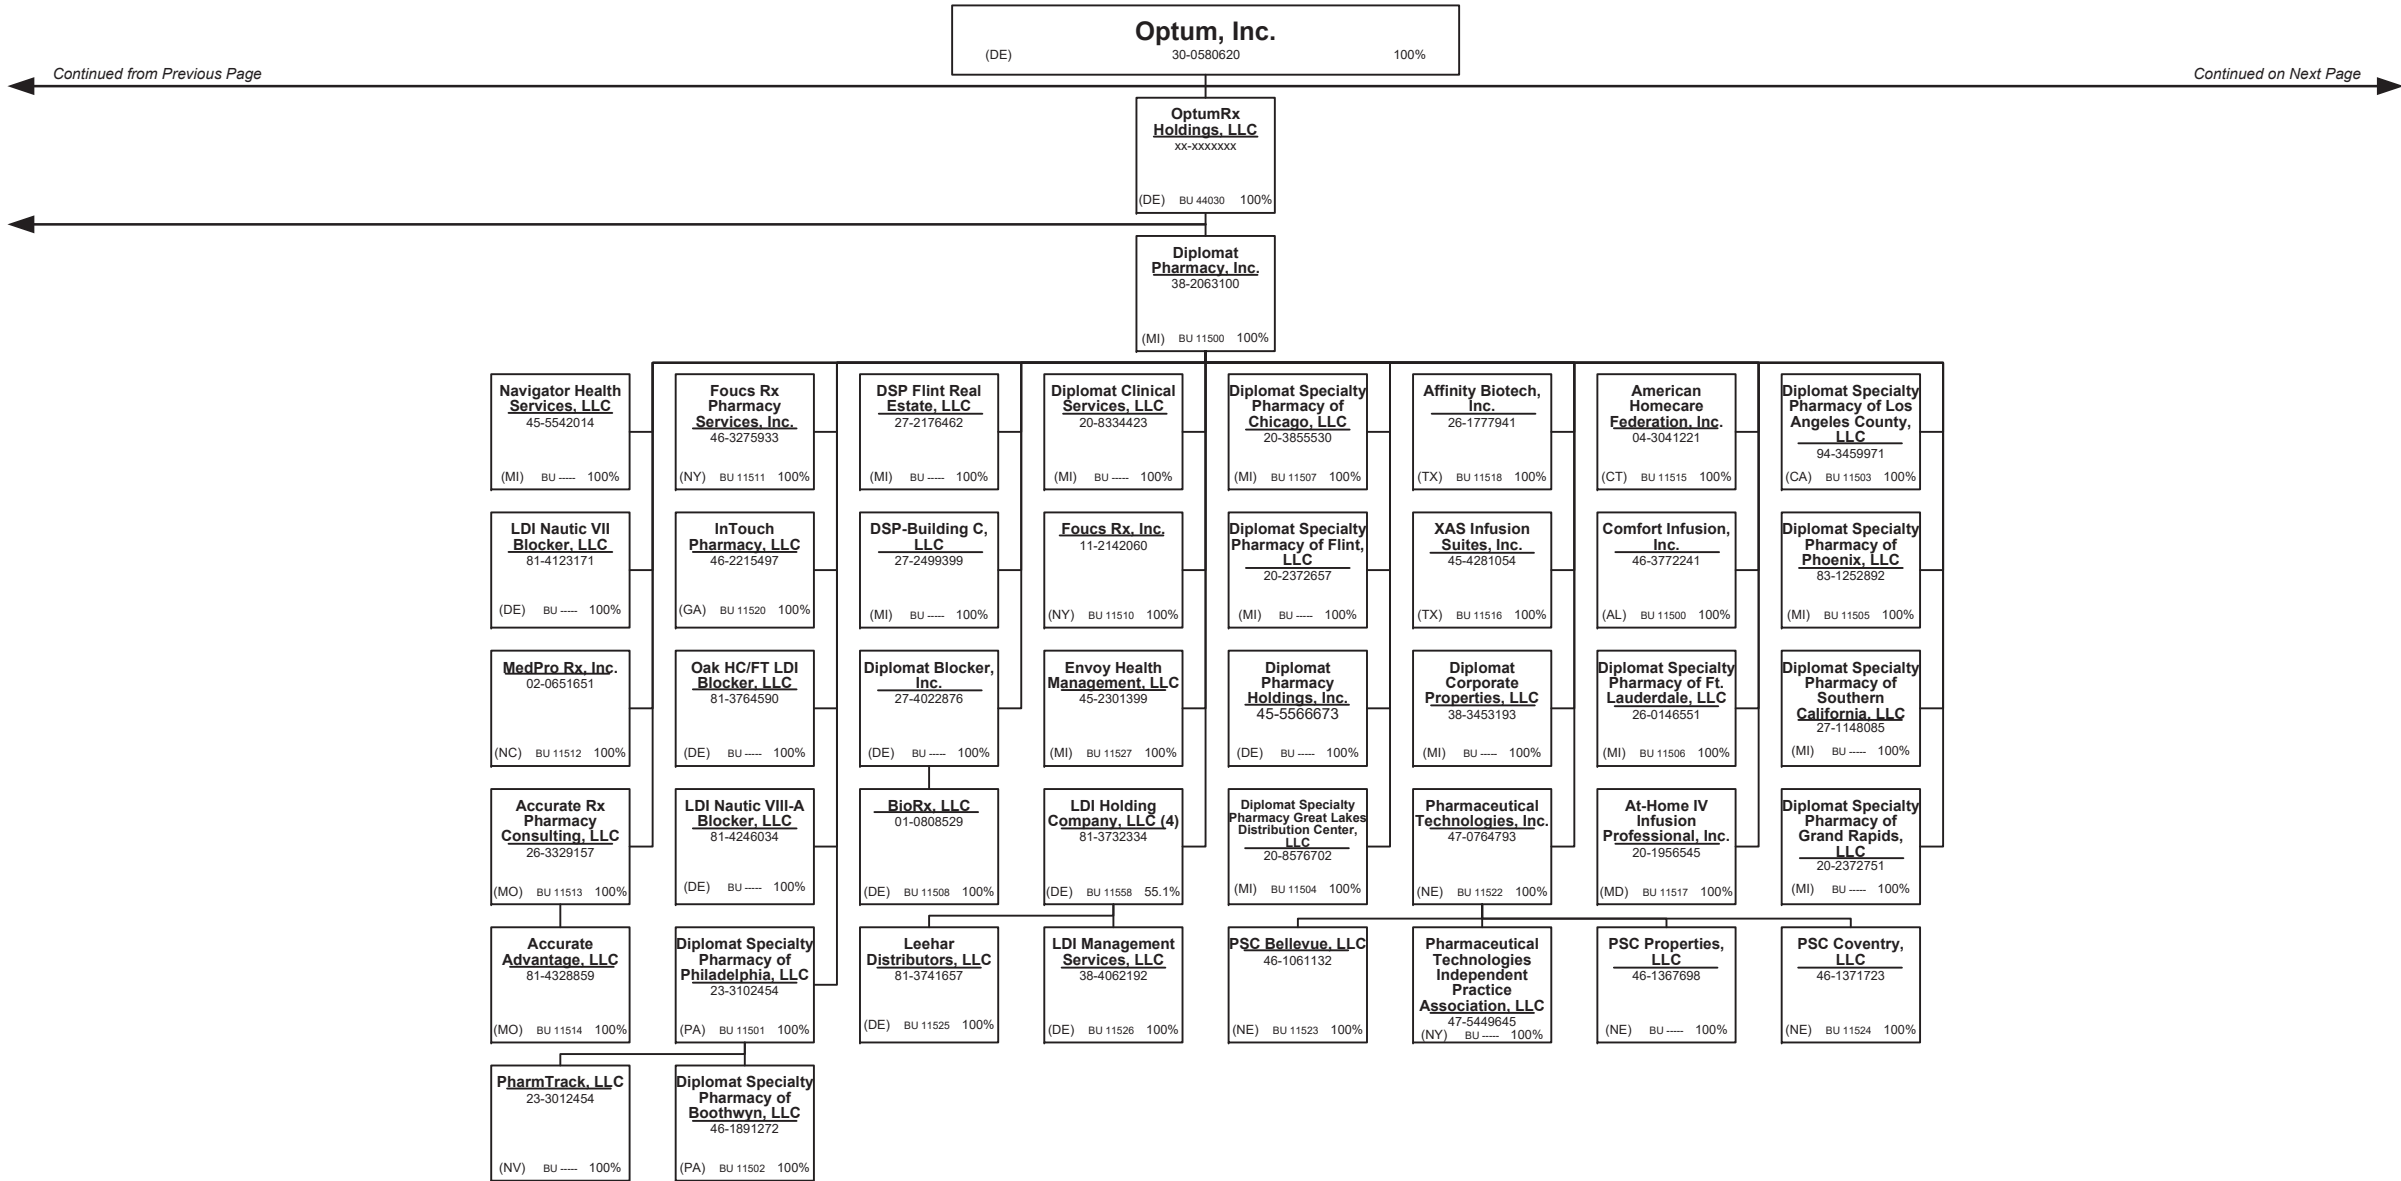 Optum, Inc.
(DE) 30-0580620 100%
Continued from Previous Page
Continued on Next Page
OptumRx
Holdings, LLC
xx-xxxxxxx
(DE) BU 44030 100%
Diplomat
Pharmacy, Inc.
38-2063100
(MI) BU 11500 100%
Navigator Health
Services, LLC
45-5542014
(MI) BU ----- 100%
Foucs Rx
Pharmacy
Services, Inc.
46-3275933
(NY) BU 11511 100%
DSP Flint Real
Estate, LLC
27-2176462
(MI) BU ----- 100%
Diplomat Clinical
Services, LLC
20-8334423
(MI) BU ----- 100%
Diplomat Specialty
Pharmacy of
Chicago, LLC
20-3855530
(MI) BU 11507 100%
Affinity Biotech,
Inc.
26-1777941
(TX) BU 11518 100%
American
Homecare
Federation, Inc.
04-3041221
(CT) BU 11515 100%
Diplomat Specialty
Pharmacy of Los
Angeles County,
LLC
94-3459971
(CA) BU 11503 100%
LDI Nautic VII
Blocker, LLC
81-4123171
(DE) BU ----- 100%
InTouch
Pharmacy, LLC
46-2215497
(GA) BU 11520 100%
DSP-Building C,
LLC
27-2499399
(MI) BU ----- 100%
Foucs Rx, Inc.
11-2142060
(NY) BU 11510 100%
Diplomat Specialty
Pharmacy of Flint,
LLC
20-2372657
(MI) BU ----- 100%
XAS Infusion
Suites, Inc.
45-4281054
(TX) BU 11516 100%
Comfort Infusion,
Inc.
46-3772241
(AL) BU 11500 100%
Diplomat Specialty
Pharmacy of
Phoenix, LLC
83-1252892
(MI) BU 11505 100%
MedPro Rx, Inc.
02-0651651
(NC) BU 11512 100%
Oak HC/FT LDI
Blocker, LLC
81-3764590
(DE) BU ----- 100%
Diplomat Blocker,
Inc.
27-4022876
(DE) BU ----- 100%
Envoy Health
Management, LLC
45-2301399
(MI) BU 11527 100%
Diplomat
Pharmacy
Holdings, Inc.
45-5566673
(DE) BU ----- 100%
Diplomat
Corporate
Properties, LLC
38-3453193
(MI) BU ----- 100%
Diplomat Specialty
Pharmacy of Ft.
Lauderdale, LLC
26-0146551
(MI) BU 11506 100%
Diplomat Specialty
Pharmacy of
Southern
California, LLC
27-1148085
(MI) BU ----- 100%
Accurate Rx
Pharmacy
Consulting, LLC
26-3329157
(MO) BU 11513 100%
LDI Nautic VIII-A
Blocker, LLC
81-4246034
(DE) BU ----- 100%
BioRx, LLC
01-0808529
(DE) BU 11508 100%
LDI Holding
Company, LLC (4)
81-3732334
(DE) BU 11558 55.1%
Diplomat Specialty
Pharmacy Great Lakes
Distribution Center,
LLC
20-8576702
(MI) BU 11504 100%
Pharmaceutical
Technologies, Inc.
47-0764793
(NE) BU 11522 100%
At-Home IV
Infusion
Professional, Inc.
20-1956545
(MD) BU 11517 100%
Diplomat Specialty
Pharmacy of
Grand Rapids,
LLC
20-2372751
(MI) BU ----- 100%
Accurate
Advantage, LLC
81-4328859
(MO) BU 11514 100%
Diplomat Specialty
Pharmacy of
Philadelphia, LLC
23-3102454
(PA) BU 11501 100%
Leehar
Distributors, LLC
81-3741657
(DE) BU 11525 100%
LDI Management
Services, LLC
38-4062192
(DE) BU 11526 100%
PSC Bellevue, LLC
46-1061132
(NE) BU 11523 100%
Pharmaceutical
Technologies
Independent
Practice
Association, LLC
47-5449645
(NY) BU ----- 100%
PSC Properties,
LLC
46-1367698
(NE) BU ----- 100%
PSC Coventry,
LLC
46-1371723
(NE) BU 11524 100%
PharmTrack, LLC
23-3012454
(NV) BU ----- 100%
Diplomat Specialty
Pharmacy of
Boothwyn, LLC
46-1891272
(PA) BU 11502 100%